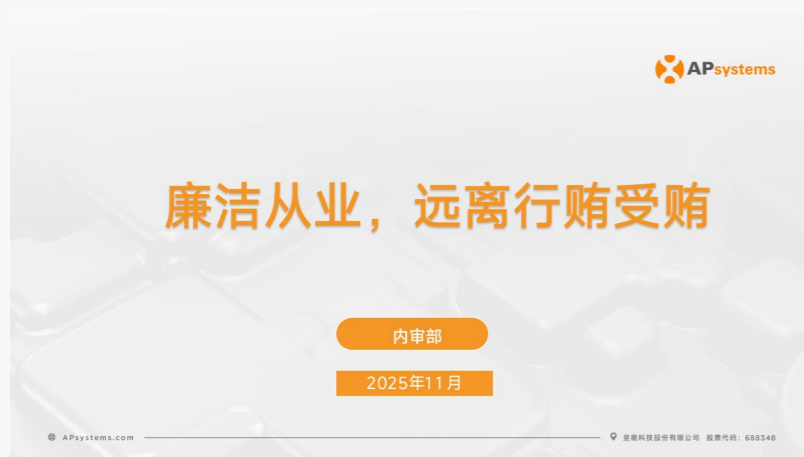 APsystems
廉洁从业，远离行贿受贿
内审部
2025年11月
APsystems.com
昱能科技股份有限公司 股票代码：688348